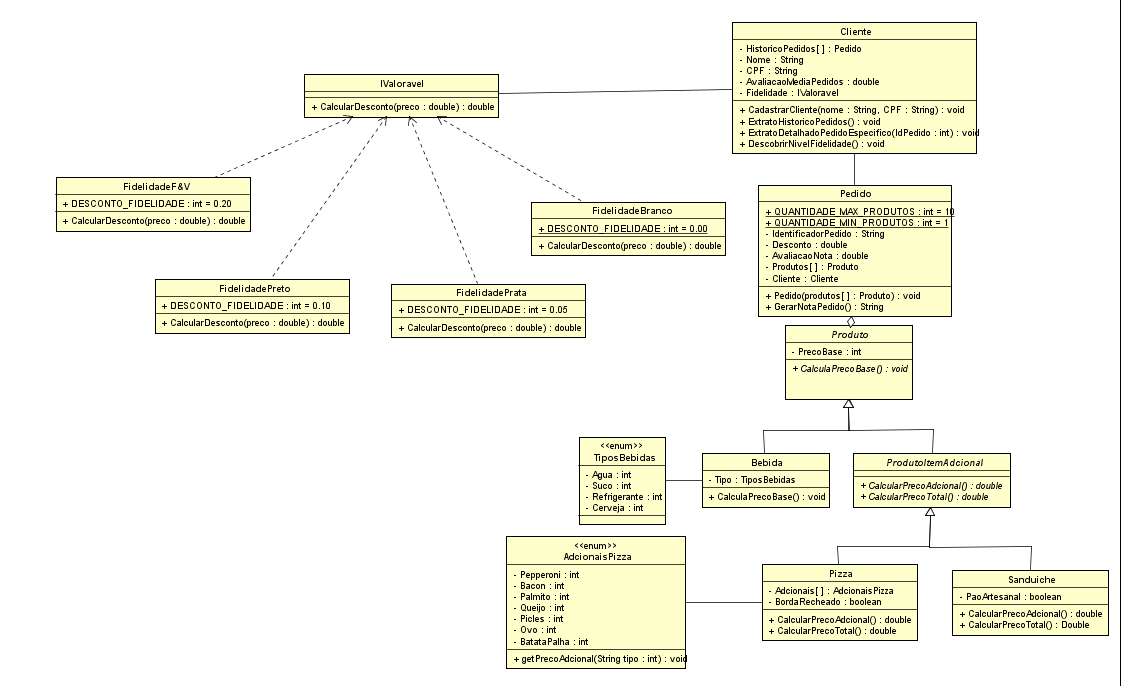 Cliente
- HistoricoPedidos[ ] : Pedido
- Nome : String
- CPF : String
- AvaliacaoMediaPedidos : double
- Fidelidade : IValoravel
+ CadastrarCliente(nome : String, CPF : String) : void
+ ExtratoHistoricoPedidos() : void
+ ExtratoDetalhadoPedidoEspecifico(IdPedido : int) : void
+ DescobrirNivelFidelidade() : void
IValoravel
+ CalcularDesconto(preco : double) : double
FidelidadeF&V
+ DESCONTO_FIDELIDADE : int = 0.20
+ CalcularDesconto(preco : double) : double
FidelidadeBranco
+ DESCONTO_FIDELIDADE : int = 0.00
+ CalcularDesconto(preco : double) : double
Pedido
+ QUANTIDADE_MAX_PRODUTOS : int = 10
+ QUANTIDADE_MIN_PRODUTOS : int = 1
- IdentificadorPedido : String
- Desconto : double
- AvaliacaoNota : double
- Produtos[ ] : Produto
- Cliente : Cliente
+ Pedido(produtos[ ] : Produto) : void
+ GerarNotaPedido() : String
FidelidadePreto
+ DESCONTO_FIDELIDADE : int = 0.10
+ CalcularDesconto(preco : double) : double
FidelidadePrata
+ DESCONTO_FIDELIDADE : int = 0.05
+ CalcularDesconto(preco : double) : double
Produto
- PrecoBase : int
+ CalculaPrecoBase() : void
<<enum>>
TiposBebidas
- Agua : int
- Suco : int
- Refrigerante : int
- Cerveja : int
Bebida
- Tipo : TiposBebidas
+ CalculaPrecoBase() : void
ProdutoItemAdcional
+ CalcularPrecoAdcional() : double
+ CalcularPrecoTotal() : double
<<enum>>
AdcionaisPizza
- Pepperoni : int
- Bacon : int
- Palmito : int
- Queijo : int
- Picles : int
- Ovo : int
- BatataPalha : int
+ getPrecoAdcional(String tipo : int) : void
Pizza
- Adcionais[ ] : AdcionaisPizza
- BordaRecheado : boolean
+ CalcularPrecoAdcional() : double
+ CalcularPrecoTotal() : double
Sanduiche
- PaoArtesanal : boolean
+ CalcularPrecoAdcional() : double
+ CalcularPrecoTotal() : Double